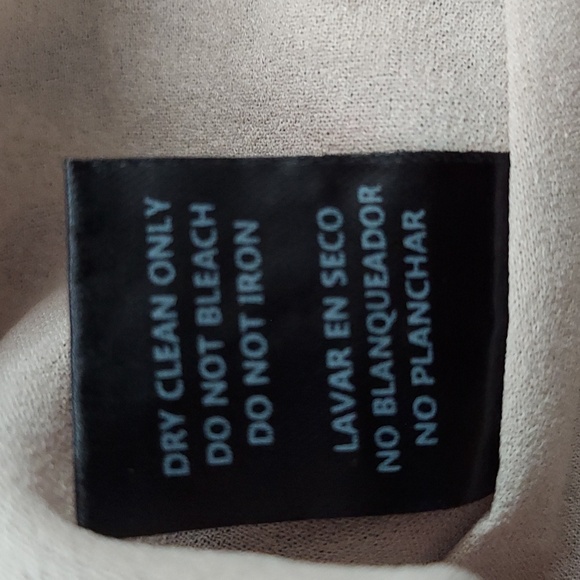 DRY CLEAN ONLY
DO NOT BLEACH
DO NOT IRON
LAVAR EN SECO
NO BLANQUEADOR
NO PLANCHAR